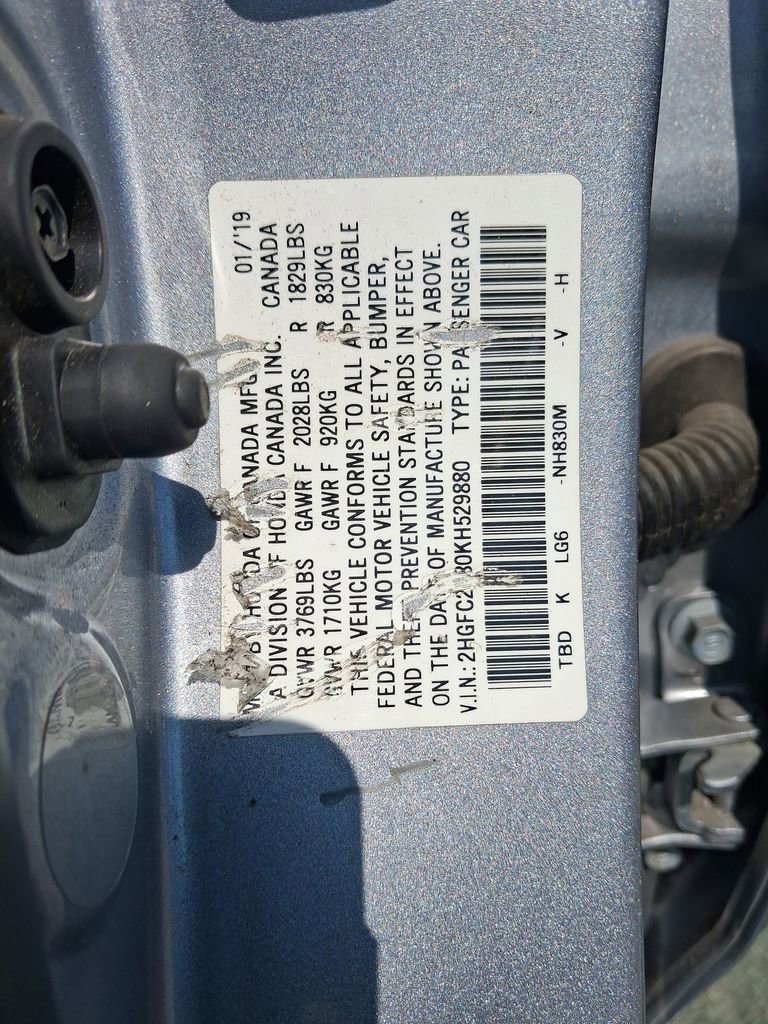 01/'19
BY HONDA CANADA MFG CANADA
A DIVISION OF HONDA CANADA INC.
GVWR 3769LBS GAWR F 2028LBS R 1829LBS
GVWR 1710KG GAWR F 920KG R 830KG
THIS VEHICLE CONFORMS TO ALL APPLICABLE
FEDERAL MOTOR VEHICLE SAFETY, BUMPER,
AND THEFT PREVENTION STANDARDS IN EFFECT
ON THE DATE OF MANUFACTURE SHOWN ABOVE.
V.I.N.: TYPE: PASSENGER CAR
TBD K LG6 -NH830M -V -H